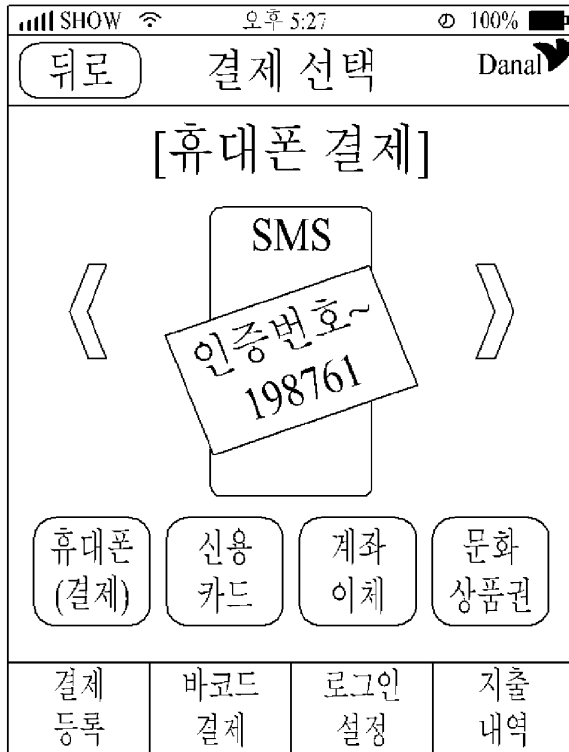 SHOW 오후 5:27 100%
뒤로 결제 선택 Danal
[휴대폰 결제]
SMS
인증번호~
198761
휴대폰 신용 계좌 문화
(결제) 카드 이체 상품권
결제 바코드 로그인 지출
등록 결제 설정 내역